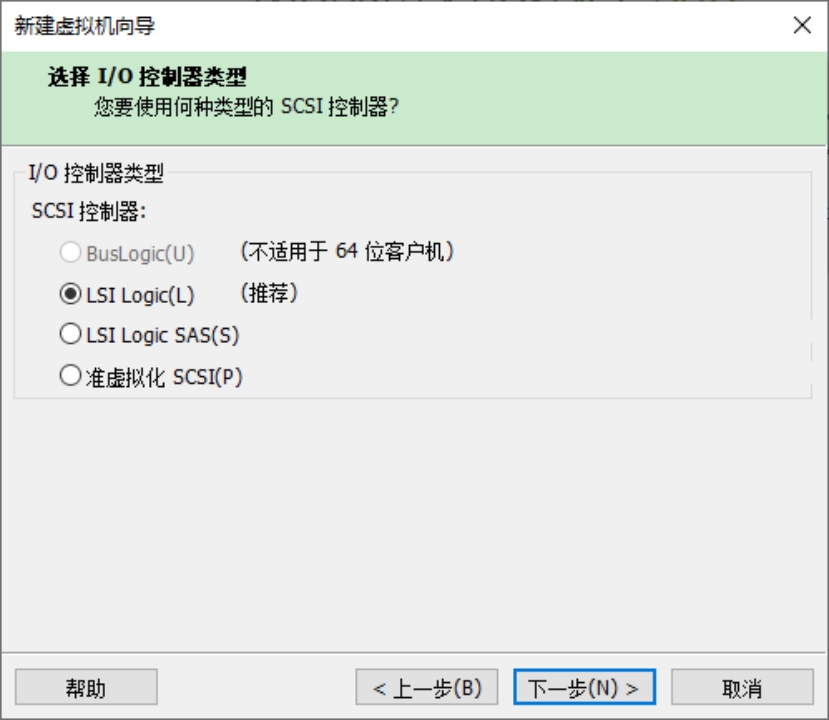 新建虚拟机向导
选择 I/O 控制器类型
您要使用何种类型的 SCSI 控制器?
I/O 控制器类型
SCSI 控制器:
BusLogic(U) (不适用于 64 位客户机)
LSI Logic(L) (推荐)
LSI Logic SAS(S)
准虚拟化 SCSI(P)
帮助 < 上一步(B) 下一步(N) > 取消